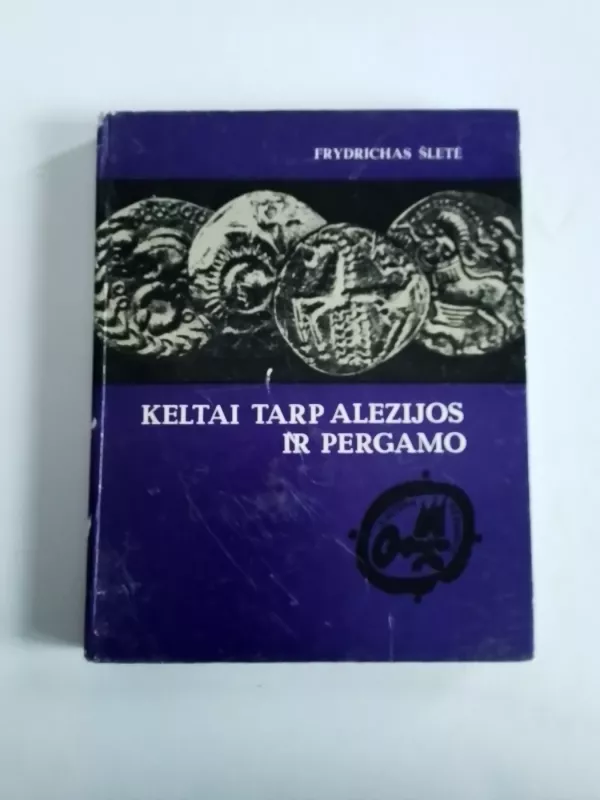 FRYDRICHAS ŠLETĖ
KELTAI TARP ALEZIJOS
IR PERGAMO